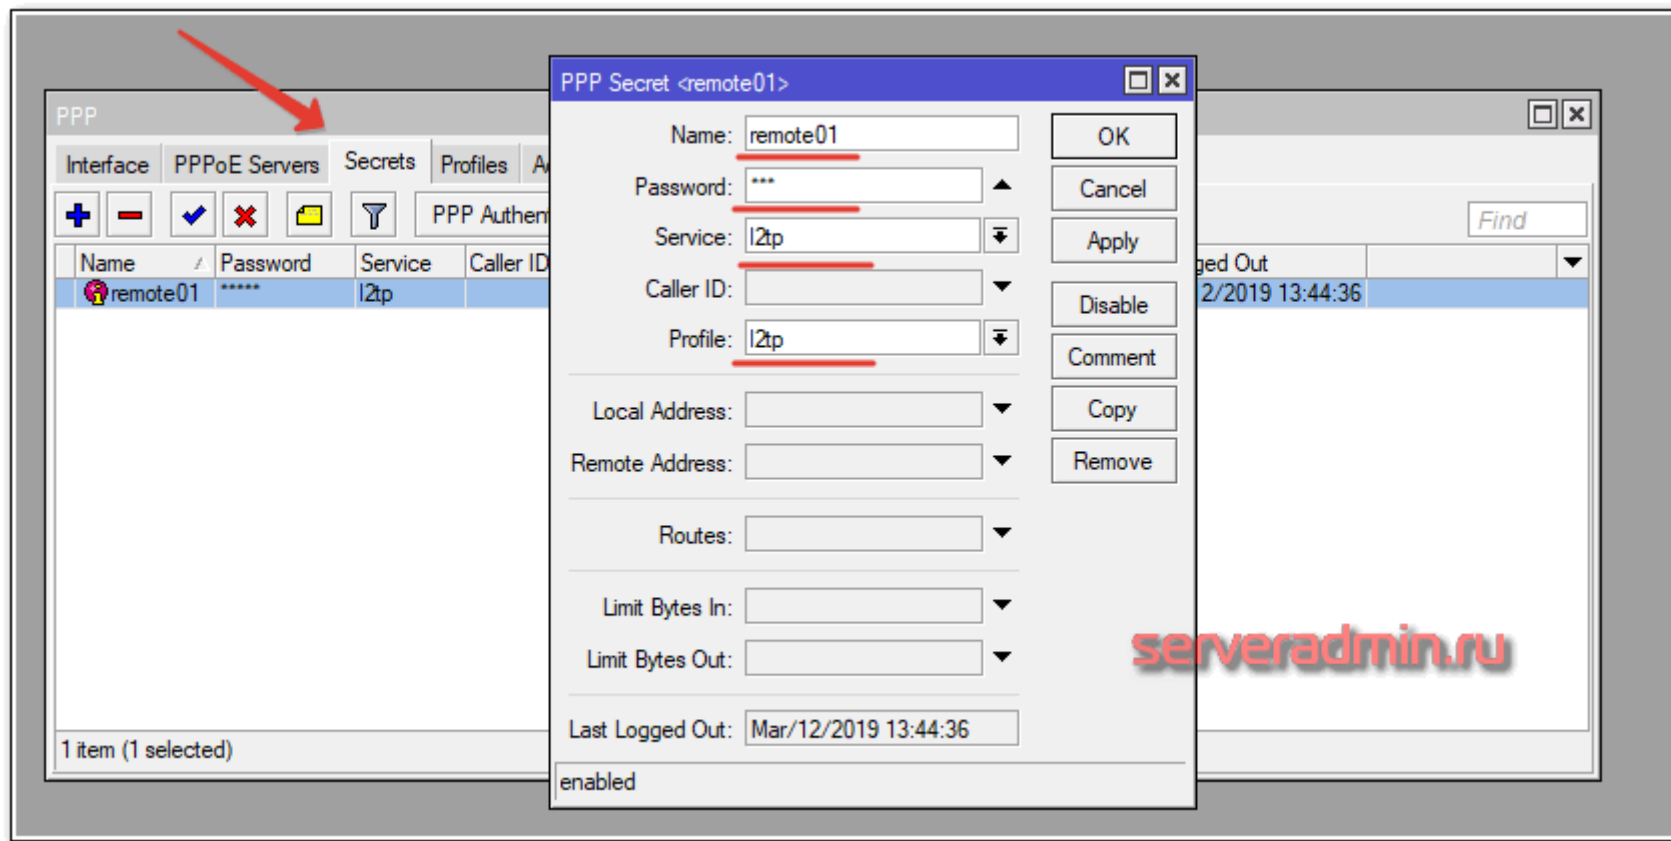 PPP
Interface PPPoE Servers Secrets Profiles
PPP Authen
Find
Name Password Service Caller ID ged Out
remote01 ***** l2tp 2/2019 13:44:36
1 item (1 selected)
PPP Secret <remote01>
Name: remote01
Password: ***
Service: l2tp
Caller ID:
Profile: l2tp
Local Address:
Remote Address:
Routes:
Limit Bytes In:
Limit Bytes Out:
Last Logged Out: Mar/12/2019 13:44:36
enabled
OK
Cancel
Apply
Disable
Comment
Copy
Remove
serveradmin.ru